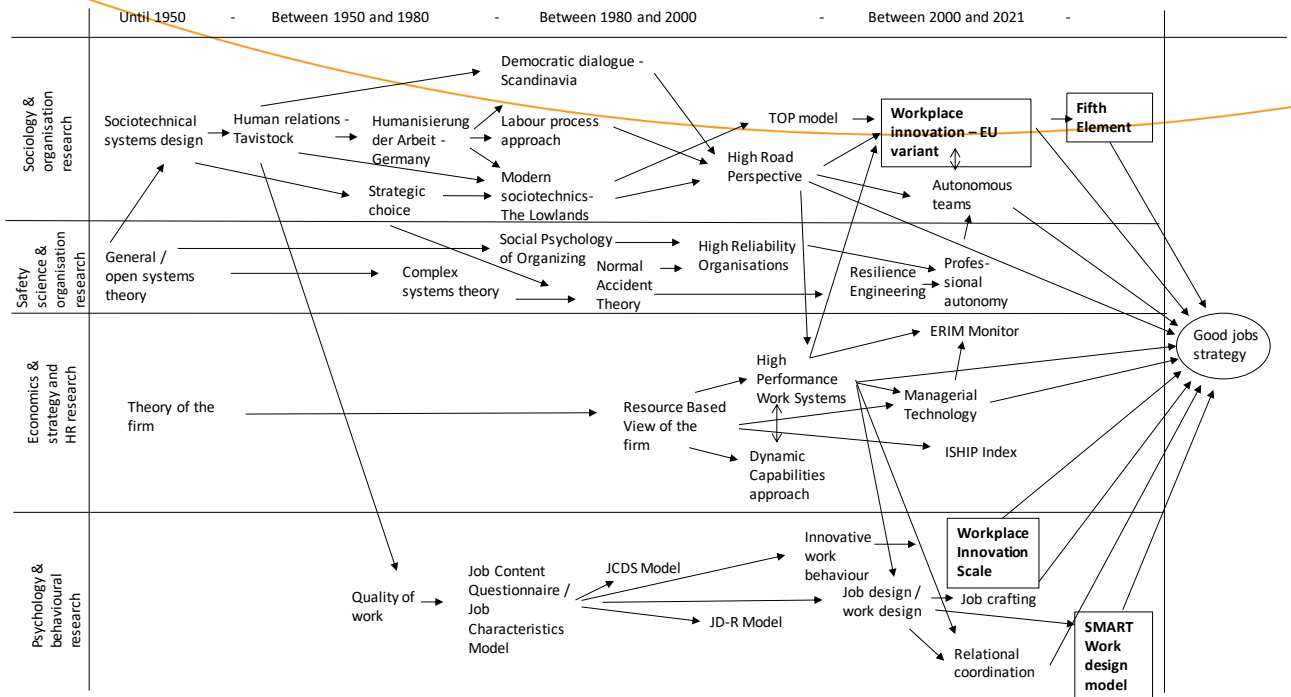 Until 1950 - Between 1950 and 1980 - Between 1980 and 2000 - Between 2000 and 2021 -
Sociology &
organisation
research
Sociotechnical
systems design
Human relations -
Tavistock
Humanisierung
der Arbeit -
Germany
Strategic
choice
Democratic dialogue -
Scandinavia
Labour process
approach
Modern
sociotechnics-
The Lowlands
High Road
Perspective
TOP model
Workplace
innovation – EU
variant
Autonomous
teams
Fifth
Element
Safety
science &
organisation
research
General /
open systems
theory
Complex
systems theory
Social Psychology
of Organizing
Normal
Accident
Theory
High Reliability
Organisations
Resilience
Engineering
Profes-
sional
autonomy
Good jobs
strategy
Economics &
strategy and
HR research
Theory of the
firm
Resource Based
View of the
firm
High
Performance
Work Systems
Dynamic
Capabilities
approach
ERIM Monitor
Managerial
Technology
ISHIP Index
Psychology &
behavioural
research
Quality of
work
Job Content
Questionnaire /
Job
Characteristics
Model
JCDS Model
JD-R Model
Innovative
work
behaviour
Job design /
work design
Workplace
Innovation
Scale
Job crafting
Relational
coordination
SMART
Work
design
model